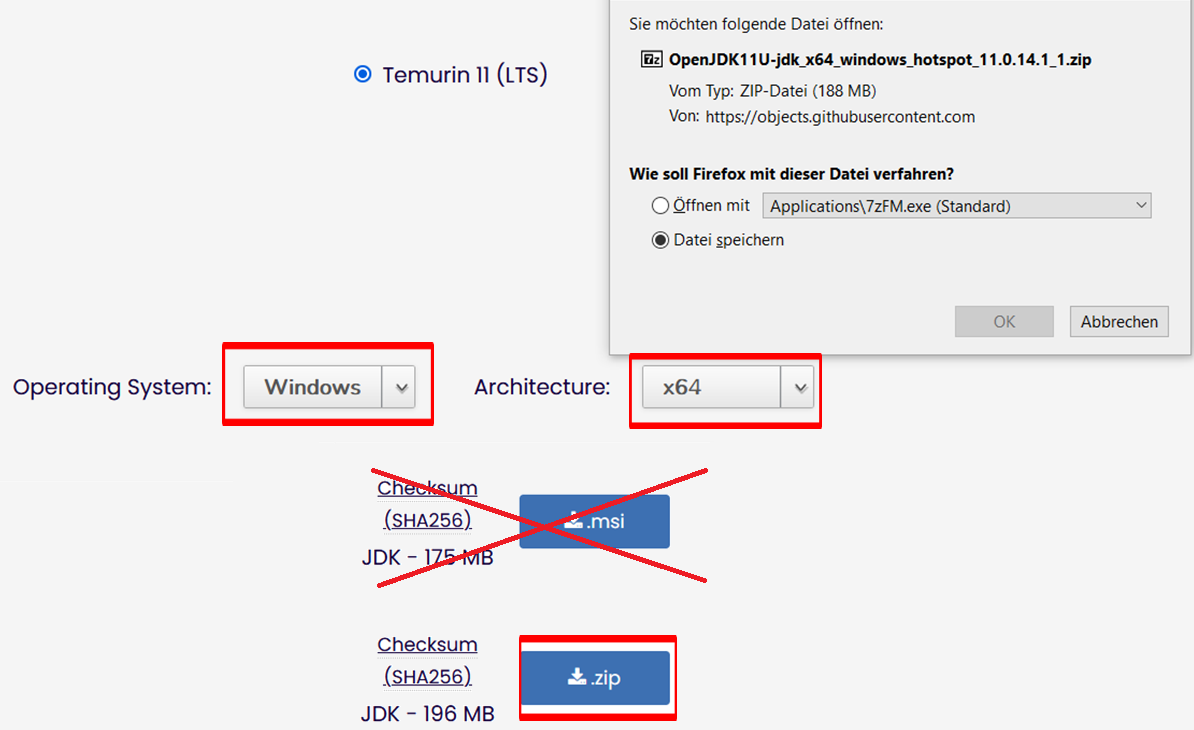 Temurin 11 (LTS)
Sie möchten folgende Datei öffnen:
7z OpenJDK11U-jdk_x64_windows_hotspot_11.0.14.1_1.zip
Vom Typ: ZIP-Datei (188 MB)
Von: https://objects.githubusercontent.com
Wie soll Firefox mit dieser Datei verfahren?
Öffnen mit Applications\7zFM.exe (Standard)
Datei speichern
OK Abbrechen
Operating System: Windows Architecture: x64
Checksum
(SHA256)
.msi
JDK - 175 MB
Checksum
(SHA256)
.zip
JDK - 196 MB